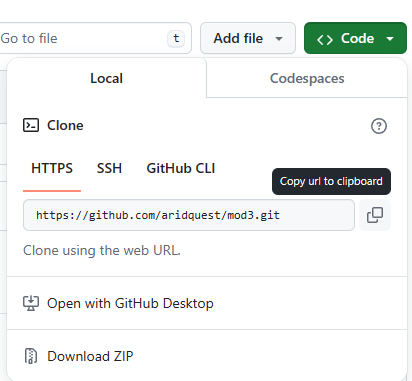 Go to file t Add file Code
Local Codespaces
Clone
HTTPS SSH GitHub CLI
Copy url to clipboard
https://github.com/aridquest/mod3.git
Clone using the web URL.
Open with GitHub Desktop
Download ZIP